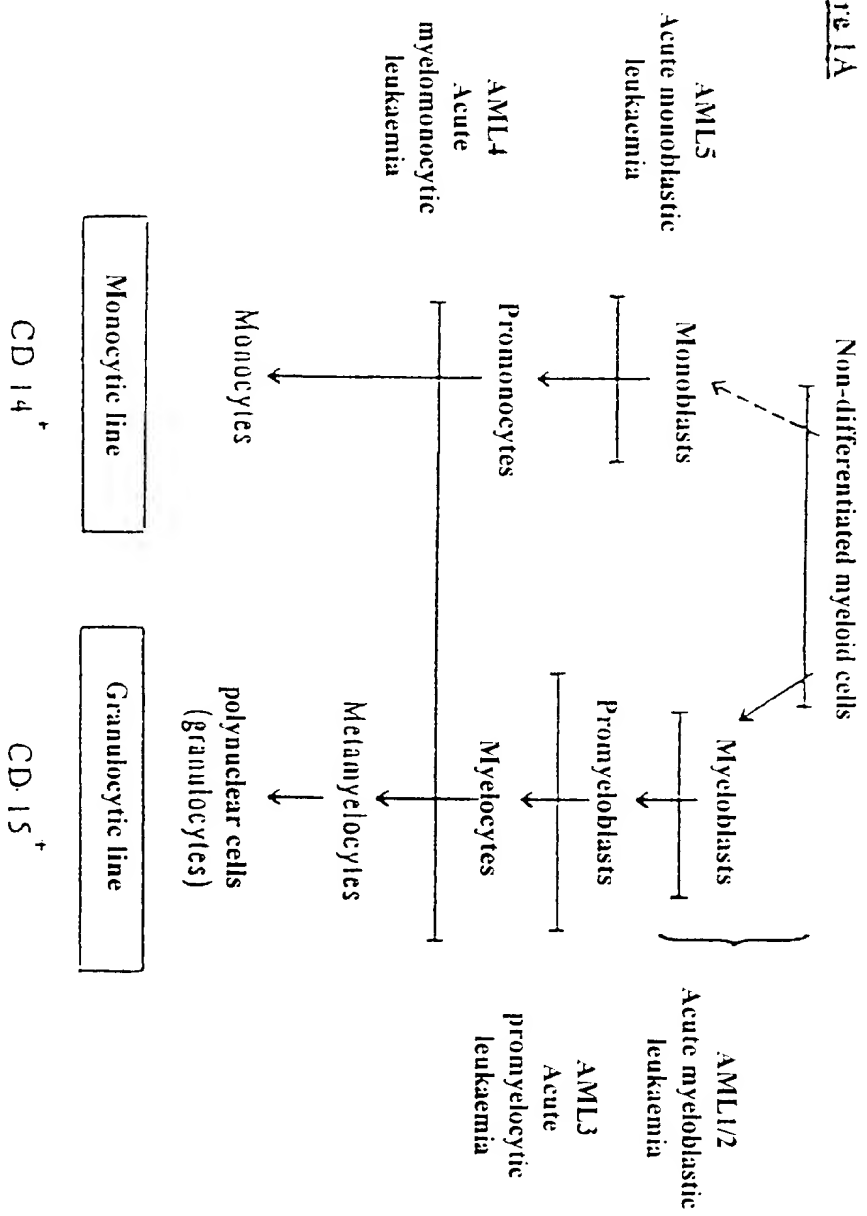 re 1A
Non-differentiated myeloid cells
AML5
Acute monoblastic
leukaemia
Monoblasts
Myeloblasts
AML1/2
Acute myeloblastic
leukaemia
Promonocytes
Promyeloblasts
AML4
Acute
myelomonocytic
leukaemia
AML3
Acute
promyelocytic
leukaemia
Myelocytes
Monocytes
Metamyelocytes
polynuclear cells
(granulocytes)
Monocytic line
Granulocytic line
CD 14+
CD.15+